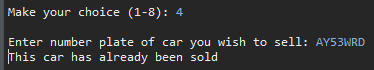 Make your choice (1-8): 4
Enter number plate of car you wish to sell: AY53WRD
This car has already been sold